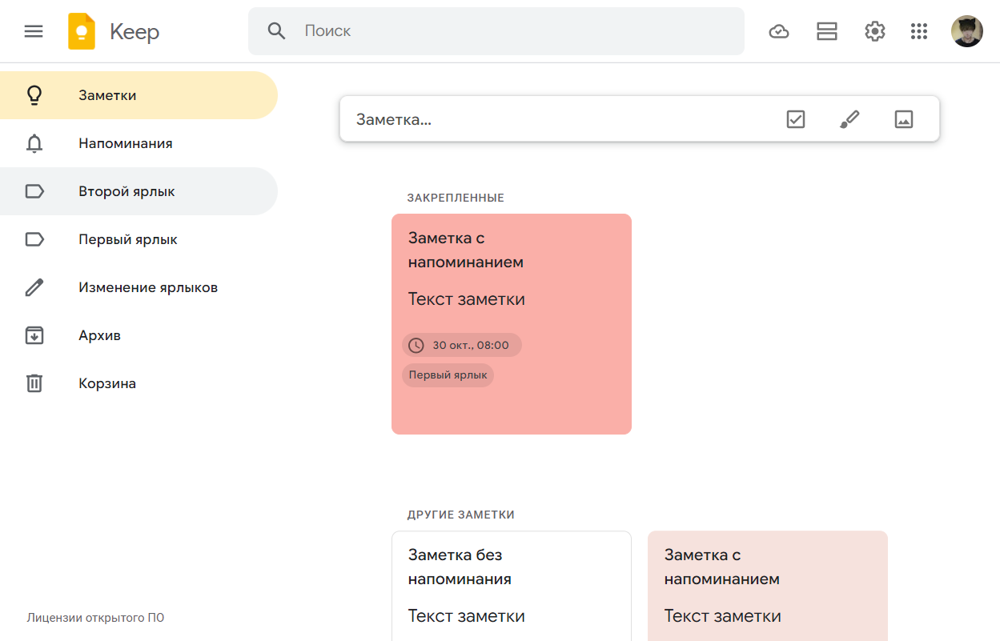 Keep
Поиск
Заметки
Напоминания
Второй ярлык
Первый ярлык
Изменение ярлыков
Архив
Корзина
Лицензии открытого ПО
Заметка...
ЗАКРЕПЛЕННЫЕ
Заметка с
напоминанием
Текст заметки
30 окт., 08:00
Первый ярлык
ДРУГИЕ ЗАМЕТКИ
Заметка без
напоминания
Текст заметки
Заметка с
напоминанием
Текст заметки